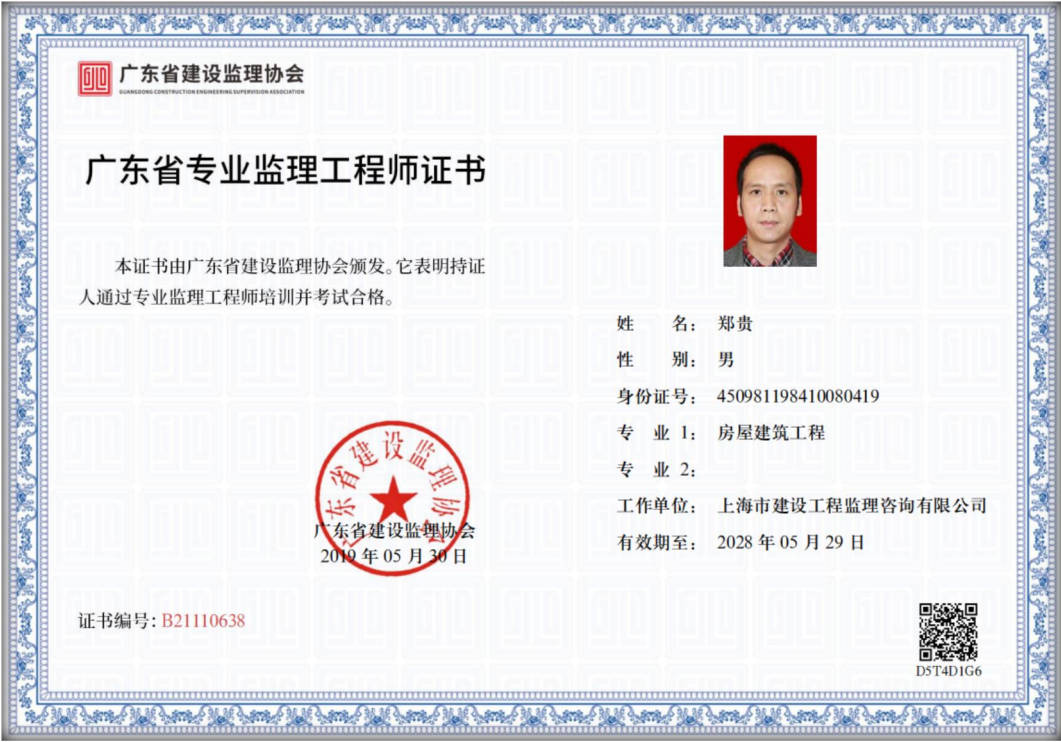 广东省建设监理协会
GUANGDONG CONSTRUCTION ENGINEERING SUPERVISION ASSOCIATION
广东省专业监理工程师证书
本证书由广东省建设监理协会颁发。它表明持证
人通过专业监理工程师培训并考试合格。
姓 名： 郑贵
性 别： 男
身份证号： 450981198410080419
专 业 1： 房屋建筑工程
专 业 2：
工作单位： 上海市建设工程监理咨询有限公司
有效期至： 2028 年 05 月 29 日
广东省建设监理协会
广东省建设监理协会
2019 年 05 月 30 日
证书编号：B21110638
D5T4D1G6